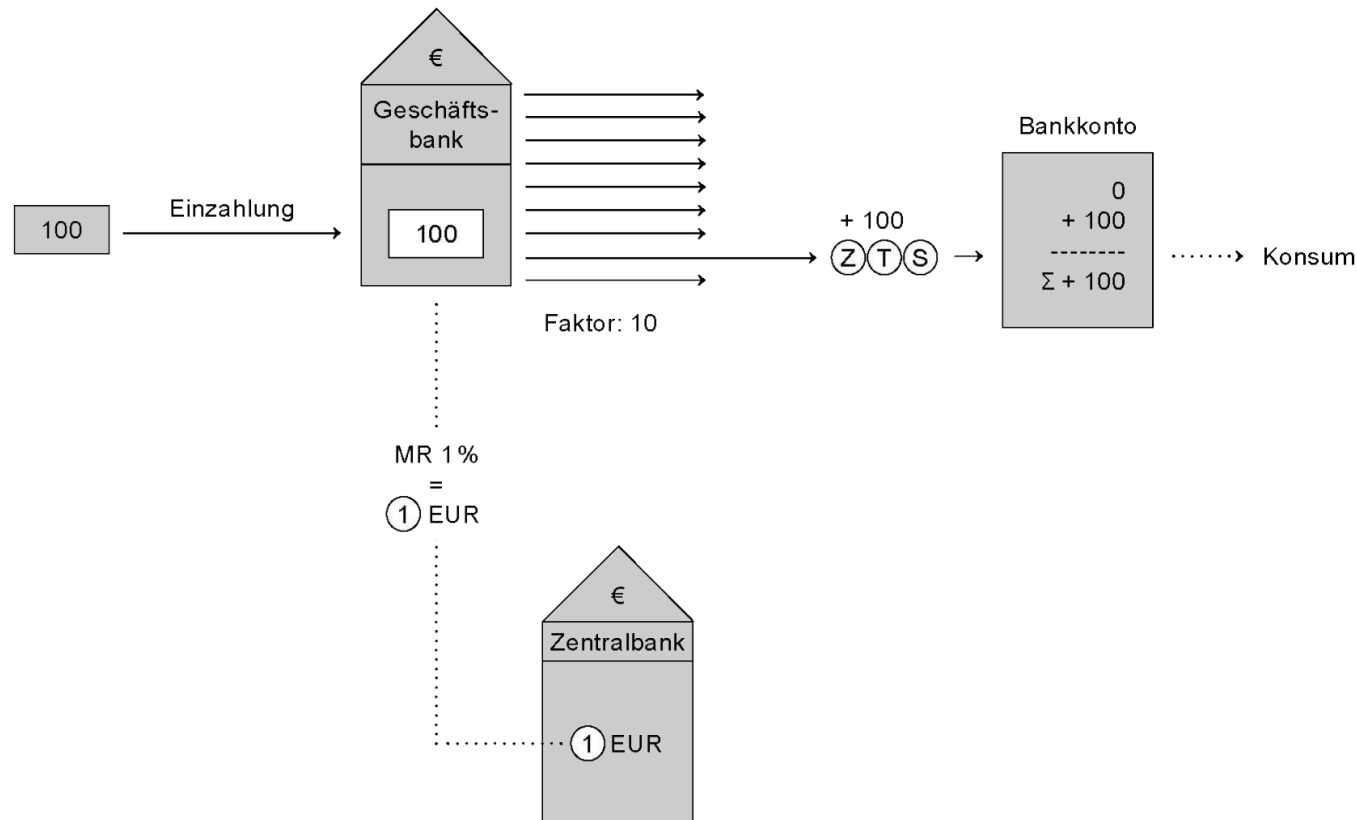 €
Geschäfts-
bank
100
Einzahlung
100
Faktor: 10
+ 100
Z T S
Bankkonto
0
+ 100
-------
Σ + 100
Konsum
MR 1 %
=
1 EUR
€
Zentralbank
1 EUR